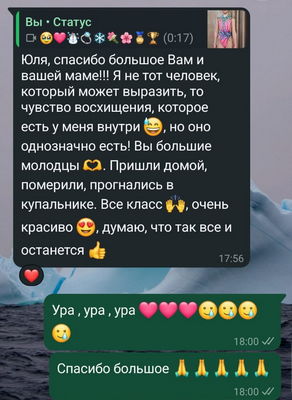 Вы • Статус
🥹❤️☃️💍❄️💐🌸🏅🏆 (0:17)
Юля, спасибо большое Вам и
вашей маме!!! Я не тот человек,
который может выразить, то
чувство восхищения, которое
есть у меня внутри 😅, но оно
однозначно есть! Вы большие
молодцы 🫶. Пришли домой,
померили, прогнались в
купальнике. Все класс 🙌, очень
красиво 😍, думаю, что так все и
останется 👍
17:56
❤️
Ура , ура , ура 🩷🩷🩷🥲🥲
🥲
18:00
Спасибо большое 🙏🙏🙏🙏🙏
18:00